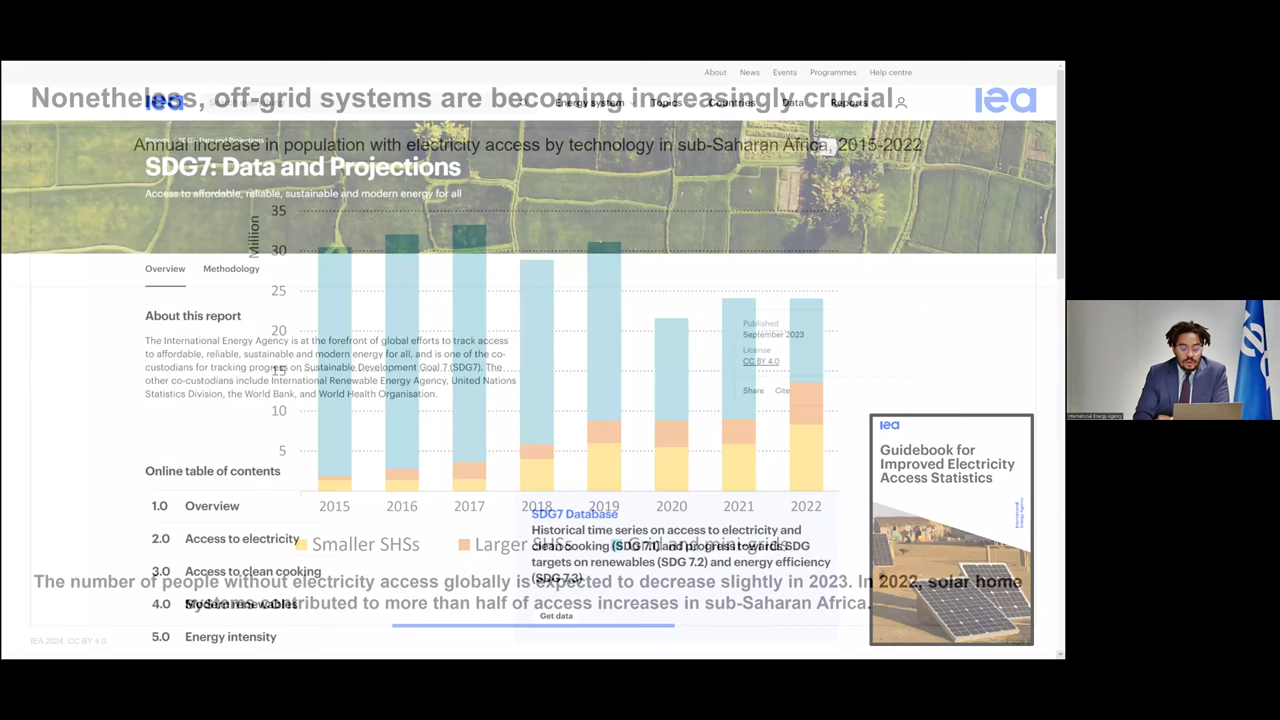 About News Events Programmes Help centre
Nonetheless, off-grid systems are becoming increasingly crucial
iea
Energy system Topics Countries Data Reports
iea
Annual increase in population with electricity access by technology in sub-Saharan Africa, 2015-2022
SDG7: Data and Projections
Access to affordable, reliable, sustainable and modern energy for all
Million
35
30
25
20
15
10
5
2015 2016 2017 2018 2019 2020 2021 2022
Overview Methodology
About this report
The International Energy Agency is at the forefront of global efforts to track access
to affordable, reliable, sustainable and modern energy for all, and is one of the co-
custodians for tracking progress on Sustainable Development Goal 7 (SDG7). The
other co-custodians include International Renewable Energy Agency, United Nations
Statistics Division, the World Bank, and World Health Organisation.
Published
September 2023
License
CC BY 4.0
Share Cite
Online table of contents
1.0 Overview
2.0 Access to electricity
3.0 Access to clean cooking
4.0 Modern renewables
5.0 Energy intensity
SDG7 Database
Historical time series on access to electricity and
clean cooking (SDG 7.1) and progress towards SDG
targets on renewables (SDG 7.2) and energy efficiency
(SDG 7.3)
Get data
Smaller SHSs Larger SHSs Grid and mini-grids
The number of people without electricity access globally is expected to decrease slightly in 2023. In 2022, solar home
systems contributed to more than half of access increases in sub-Saharan Africa.
IEA 2024. CC BY 4.0.
iea
Guidebook for
Improved Electricity
Access Statistics
International
Energy Agency
Page
International Energy Agency